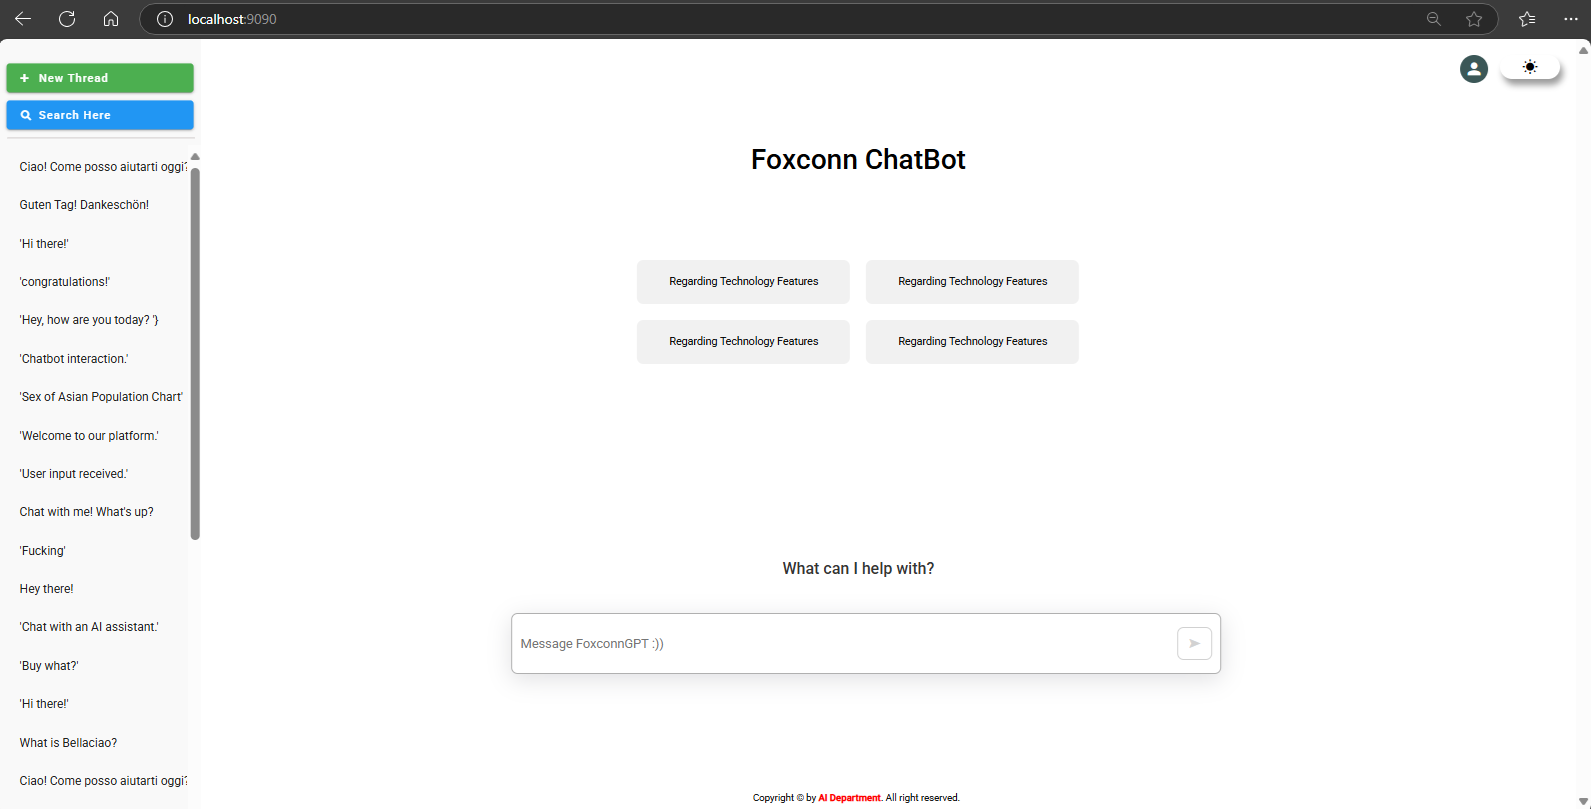 localhost:9090
New Thread
Search Here
Ciao! Come posso aiutarti oggi?
Guten Tag! Dankeschön!
'Hi there!'
'congratulations!'
'Hey, how are you today? '}
'Chatbot interaction.'
'Sex of Asian Population Chart'
'Welcome to our platform.'
'User input received.'
Chat with me! What's up?
'Fucking'
Hey there!
'Chat with an AI assistant.'
'Buy what?'
'Hi there!'
What is Bellaciao?
Ciao! Come posso aiutarti oggi?
Foxconn ChatBot
Regarding Technology Features
Regarding Technology Features
Regarding Technology Features
Regarding Technology Features
What can I help with?
Message FoxconnGPT :))
Copyright © by AI Department. All right reserved.